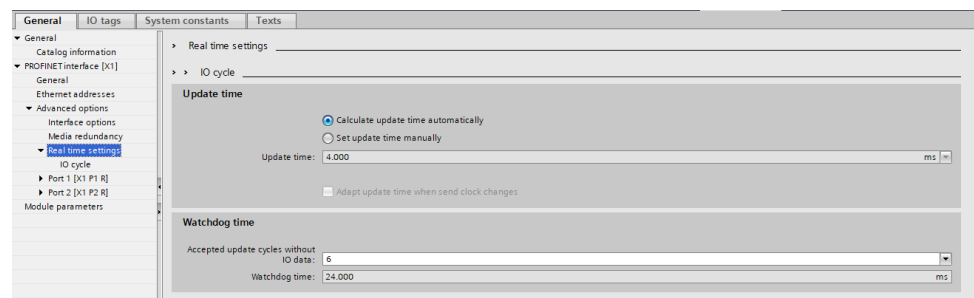 General IO tags System constants Texts
General
Catalog information
PROFINET interface [X1]
General
Ethernet addresses
Advanced options
Interface options
Media redundancy
Real time settings
IO cycle
Port 1 [X1 P1 R]
Port 2 [X1 P2 R]
Module parameters
Real time settings
IO cycle
Update time
Calculate update time automatically
Set update time manually
Update time: 4.000 ms
Adapt update time when send clock changes
Watchdog time
Accepted update cycles without
IO data: 6
Watchdog time: 24.000 ms